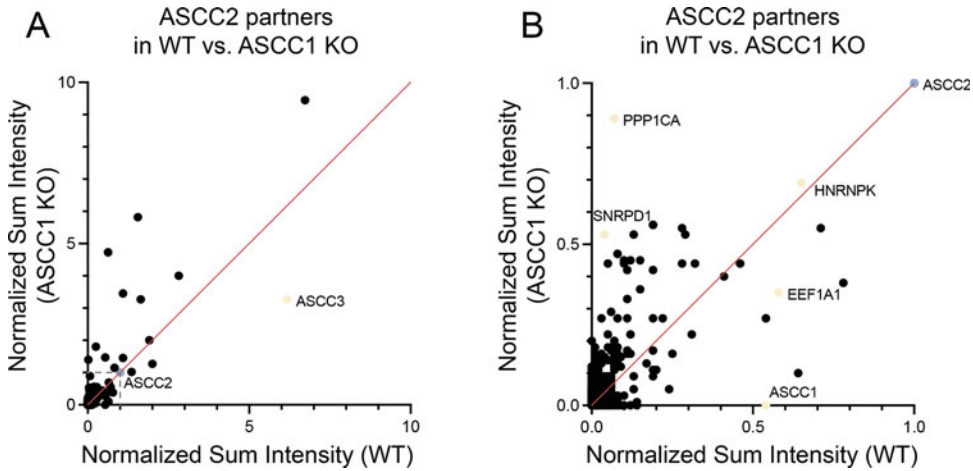 A
ASCC2 partners
in WT vs. ASCC1 KO
Normalized Sum Intensity
(ASCC1 KO)
10
5
0
ASCC3
ASCC2
0
5
10
Normalized Sum Intensity (WT)
B
ASCC2 partners
in WT vs. ASCC1 KO
Normalized Sum Intensity
(ASCC1 KO)
1.0
0.5
0.0
ASCC2
PPP1CA
HNRNPK
SNRPD1
EEF1A1
ASCC1
0.0
0.5
1.0
Normalized Sum Intensity (WT)